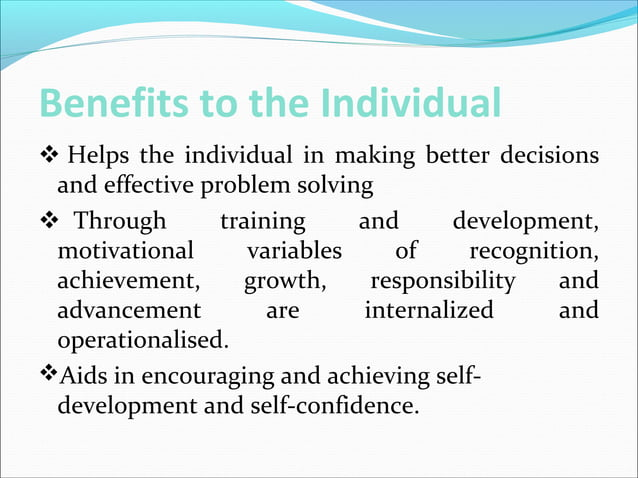 Benefits to the Individual
❖ Helps the individual in making better decisions
and effective problem solving
❖ Through training and development,
motivational variables of recognition,
achievement, growth, responsibility and
advancement are internalized and
operationalised.
❖Aids in encouraging and achieving self-
development and self-confidence.